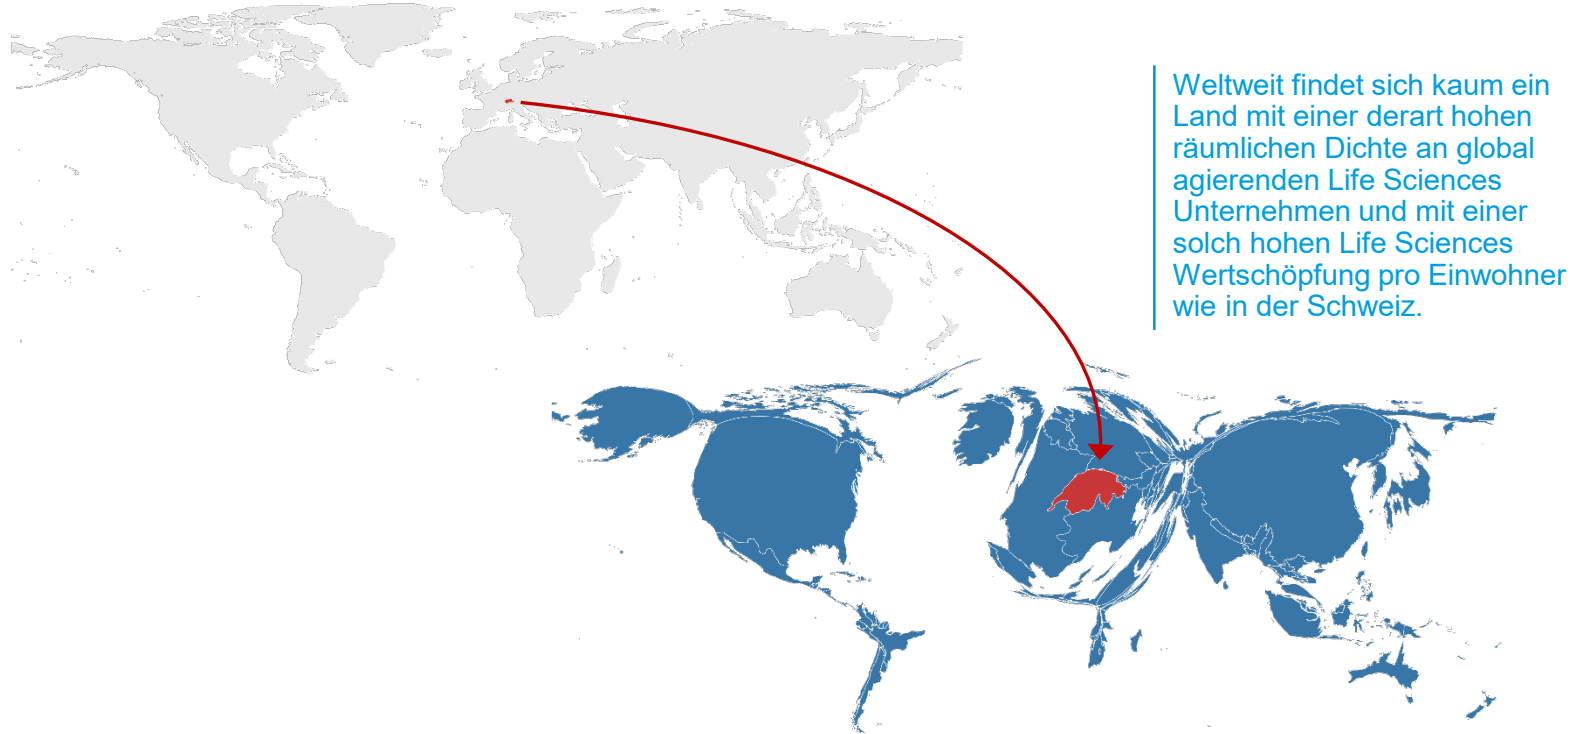 Weltweit findet sich kaum ein
Land mit einer derart hohen
räumlichen Dichte an global
agierenden Life Sciences
Unternehmen und mit einer
solch hohen Life Sciences
Wertschöpfung pro Einwohner
wie in der Schweiz.